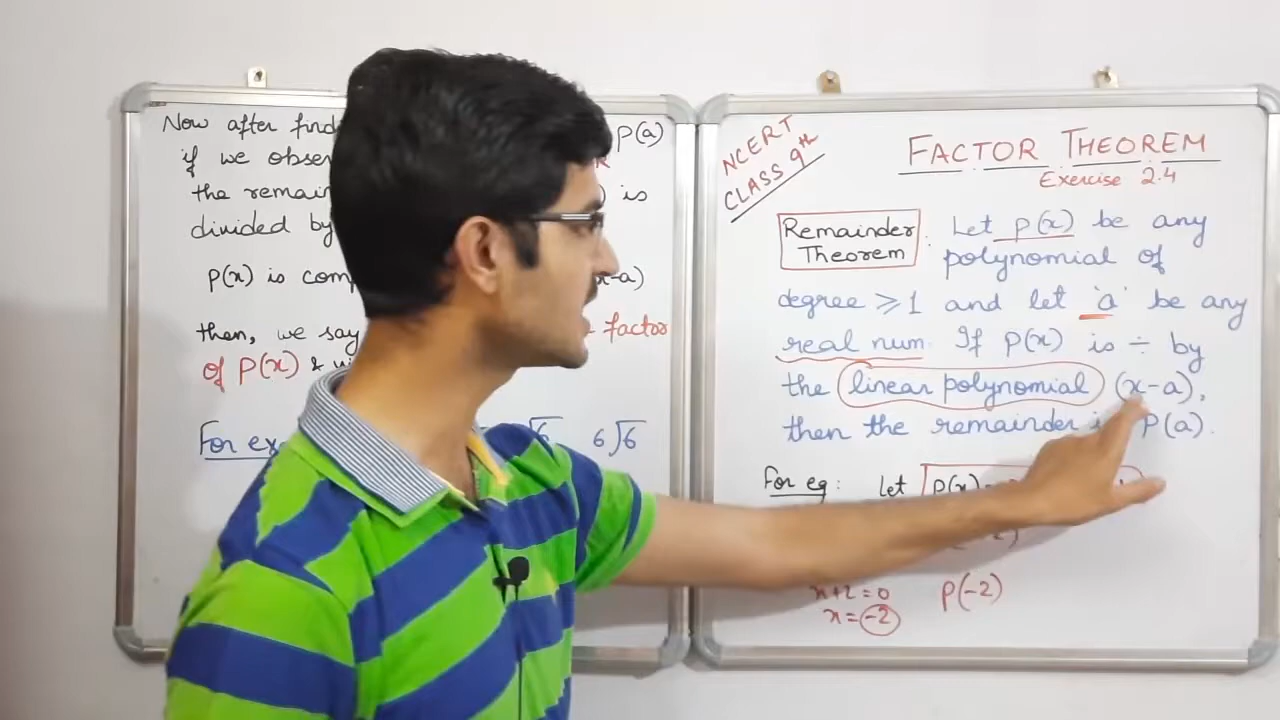 Now after find P(a)
if we obser R
the remain is
divided by
P(x) is com x-a)
then, we say factor
of P(x) &
For ex √6 6√6
NCERT
CLASS 9th
FACTOR THEOREM
Exercise 2.4
Remainder Theorem : Let P(x) be any
polynomial of
degree ⩾ 1 and let 'a' be any
real num. If P(x) is ÷ by
the linear polynomial (x-a),
then the remainder i P(a).
For eg: Let P(x)
x+2=0 P(-2)
x=-2